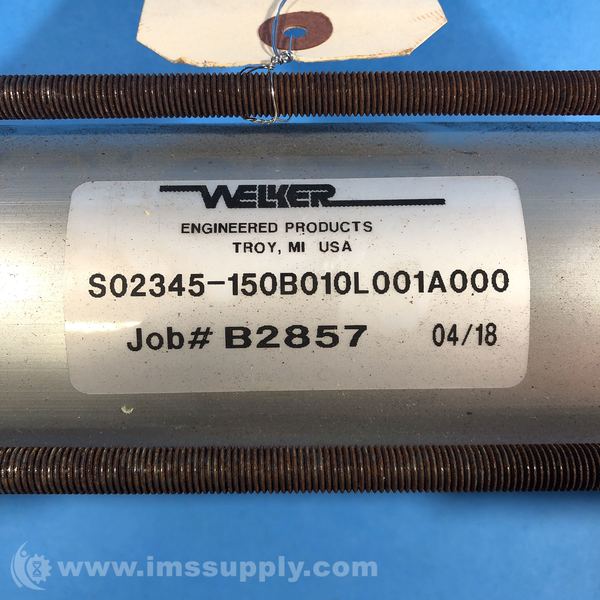 WELKER
ENGINEERED PRODUCTS
TROY, MI USA
S02345-150B010L001A000
Job# B2857 04/18
www.imssupply.com